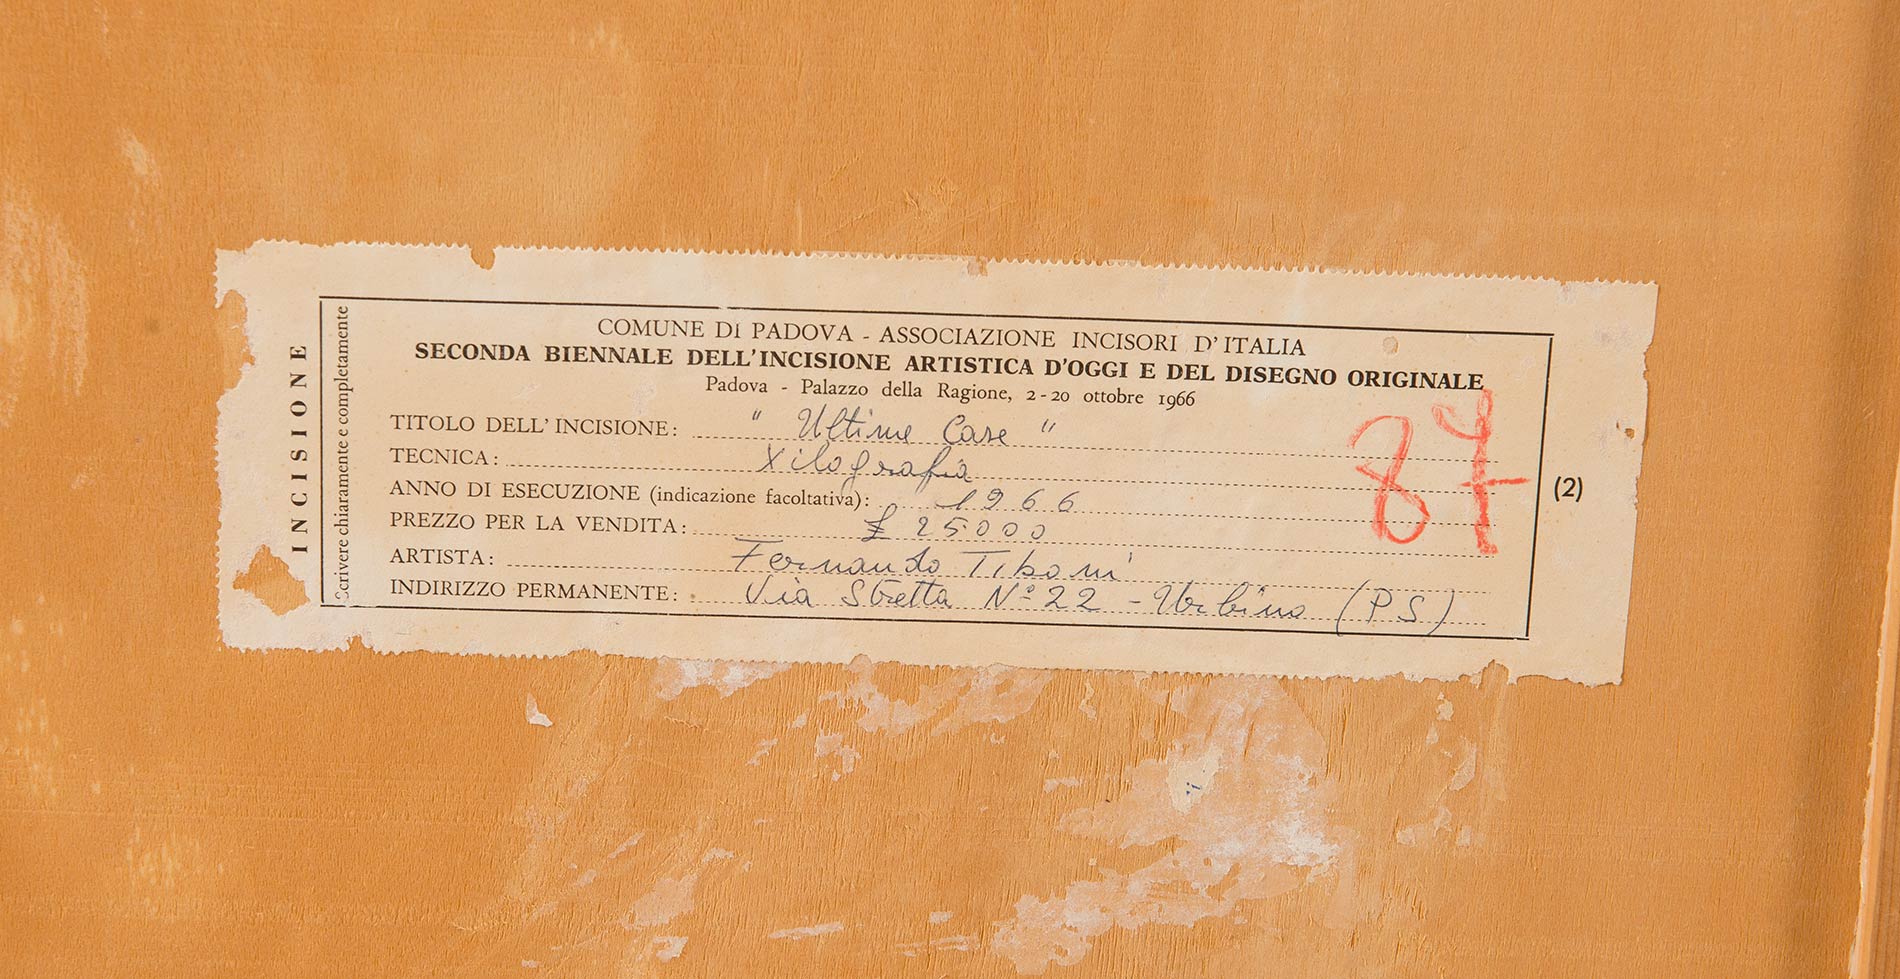 INCISIONE
Scrivere chiaramente e completamente
COMUNE DI PADOVA - ASSOCIAZIONE INCISORI D'ITALIA
SECONDA BIENNALE DELL'INCISIONE ARTISTICA D'OGGI E DEL DISEGNO ORIGINALE
Padova - Palazzo della Ragione, 2-20 ottobre 1966
TITOLO DELL'INCISIONE: "Ultime Case"
TECNICA: Xilografia
ANNO DI ESECUZIONE (indicazione facoltativa): 1966
PREZZO PER LA VENDITA: £ 25000
ARTISTA: Fernando Tiboni
INDIRIZZO PERMANENTE: Via Stretta Nº 22 - Urbino (PS)
87
(2)